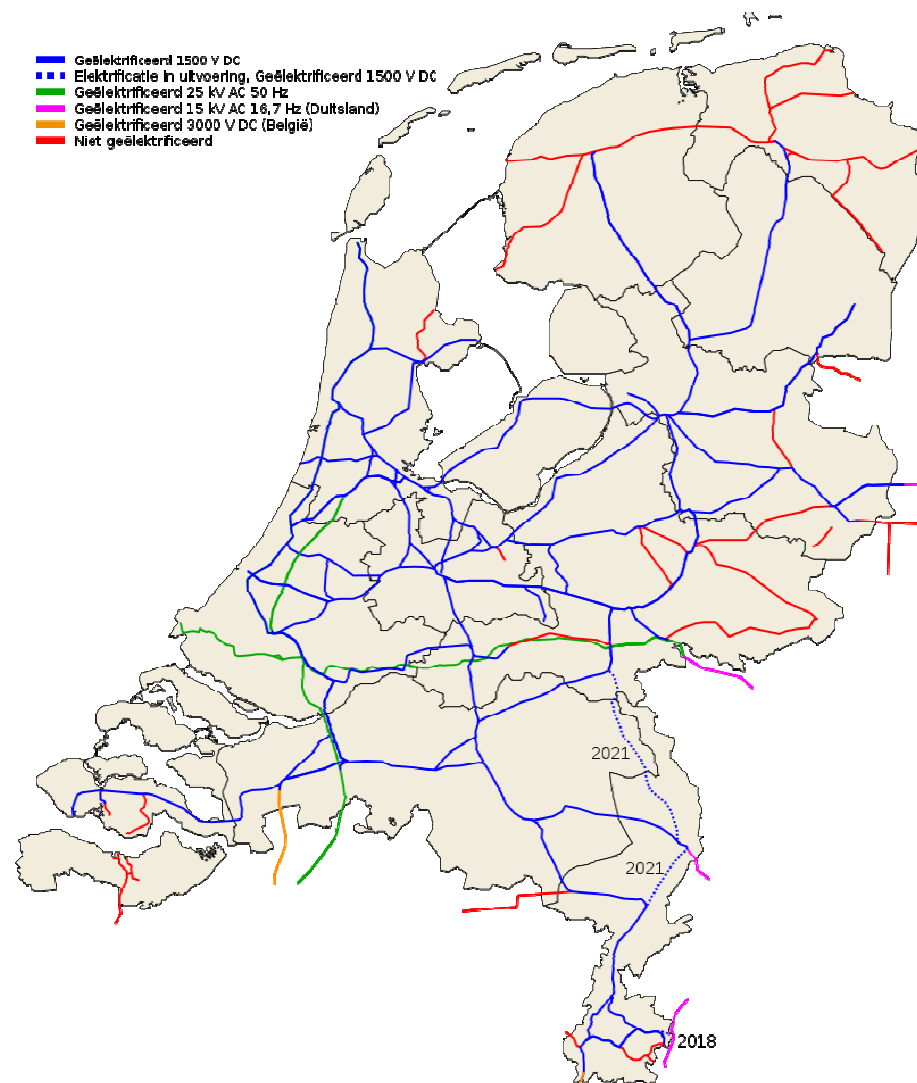 Geëlektrificeerd 1500 V DC
Elektrificatie in uitvoering. Geëlektrificeerd 1500 V DC
Geëlektrificeerd 25 kV AC 50 Hz
Geëlektrificeerd 15 kV AC 16,7 Hz (Duitsland)
Geëlektrificeerd 3000 V DC (België)
Niet geëlektrificeerd
2021
2021
2018